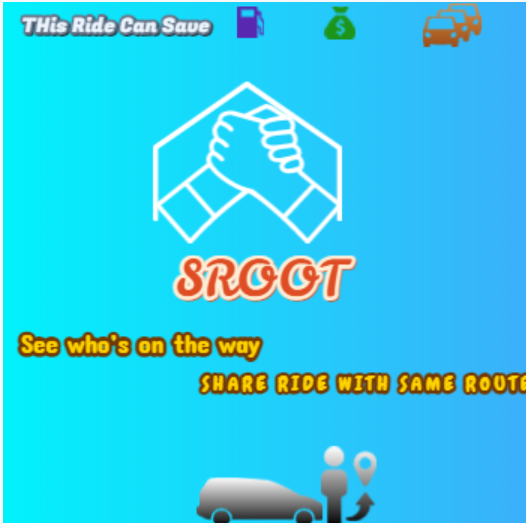 THis Ride Can Save
$
SROOT
See who's on the way
SHARE RIDE WITH SAME ROUTE